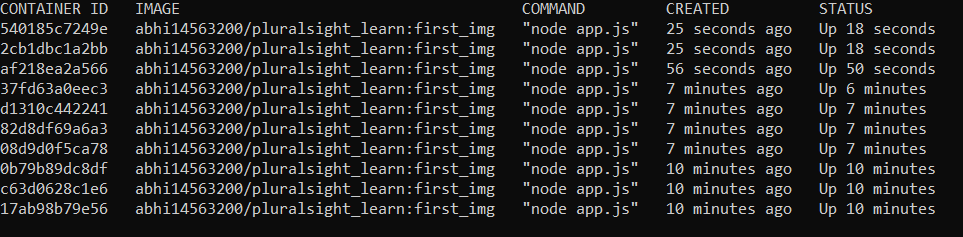 CONTAINER ID IMAGE COMMAND CREATED STATUS
540185c7249e abhi14563200/pluralsight_learn:first_img "node app.js" 25 seconds ago Up 18 seconds
2cb1dbc1a2bb abhi14563200/pluralsight_learn:first_img "node app.js" 25 seconds ago Up 18 seconds
af218ea2a566 abhi14563200/pluralsight_learn:first_img "node app.js" 56 seconds ago Up 50 seconds
37fd63a0eec3 abhi14563200/pluralsight_learn:first_img "node app.js" 7 minutes ago Up 6 minutes
d1310c442241 abhi14563200/pluralsight_learn:first_img "node app.js" 7 minutes ago Up 7 minutes
82d8df69a6a3 abhi14563200/pluralsight_learn:first_img "node app.js" 7 minutes ago Up 7 minutes
08d9d0f5ca78 abhi14563200/pluralsight_learn:first_img "node app.js" 7 minutes ago Up 7 minutes
0b79b89dc8df abhi14563200/pluralsight_learn:first_img "node app.js" 10 minutes ago Up 10 minutes
c63d0628c1e6 abhi14563200/pluralsight_learn:first_img "node app.js" 10 minutes ago Up 10 minutes
17ab98b79e56 abhi14563200/pluralsight_learn:first_img "node app.js" 10 minutes ago Up 10 minutes